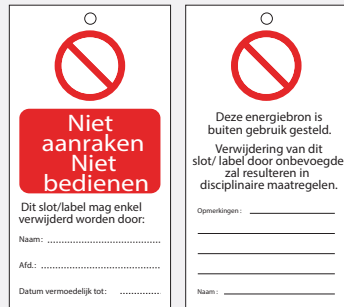 Niet
aanraken
Niet
bedienen
Dit slot/label mag enkel
verwijderd worden door:
Naam:
Afd.:
Datum vermoedelijk tot:
Deze energiebron is
buiten gebruik gesteld.
Verwijdering van dit
slot/ label door onbevoegde
zal resulteren in
disciplinaire maatregelen.
Opmerkingen :
Naam :